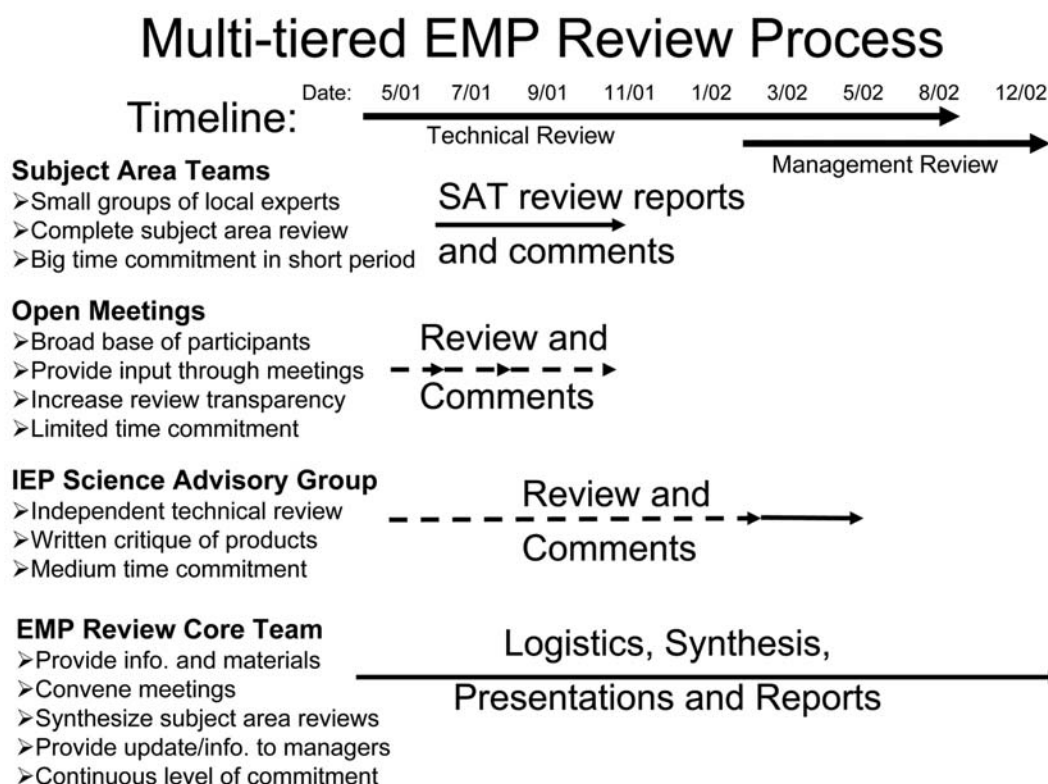 Multi-tiered EMP Review Process
Date: 5/01 7/01 9/01 11/01 1/02 3/02 5/02 8/02 12/02
Timeline:
Technical Review
Management Review
Subject Area Teams
➢Small groups of local experts
➢Complete subject area review
➢Big time commitment in short period
SAT review reports
and comments
Open Meetings
➢Broad base of participants
➢Provide input through meetings
➢Increase review transparency
➢Limited time commitment
Review and
Comments
IEP Science Advisory Group
➢Independent technical review
➢Written critique of products
➢Medium time commitment
Review and
Comments
EMP Review Core Team
➢Provide info. and materials
➢Convene meetings
➢Synthesize subject area reviews
➢Provide update/info. to managers
➢Continuous level of commitment
Logistics, Synthesis,
Presentations and Reports